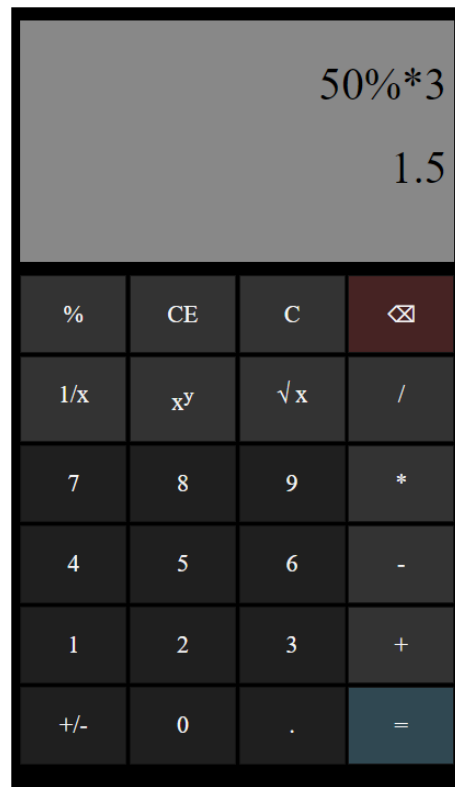 50%*3
1.5
% CE C ⌫
1/x xʸ √x /
7 8 9 *
4 5 6 -
1 2 3 +
+/- 0 . =